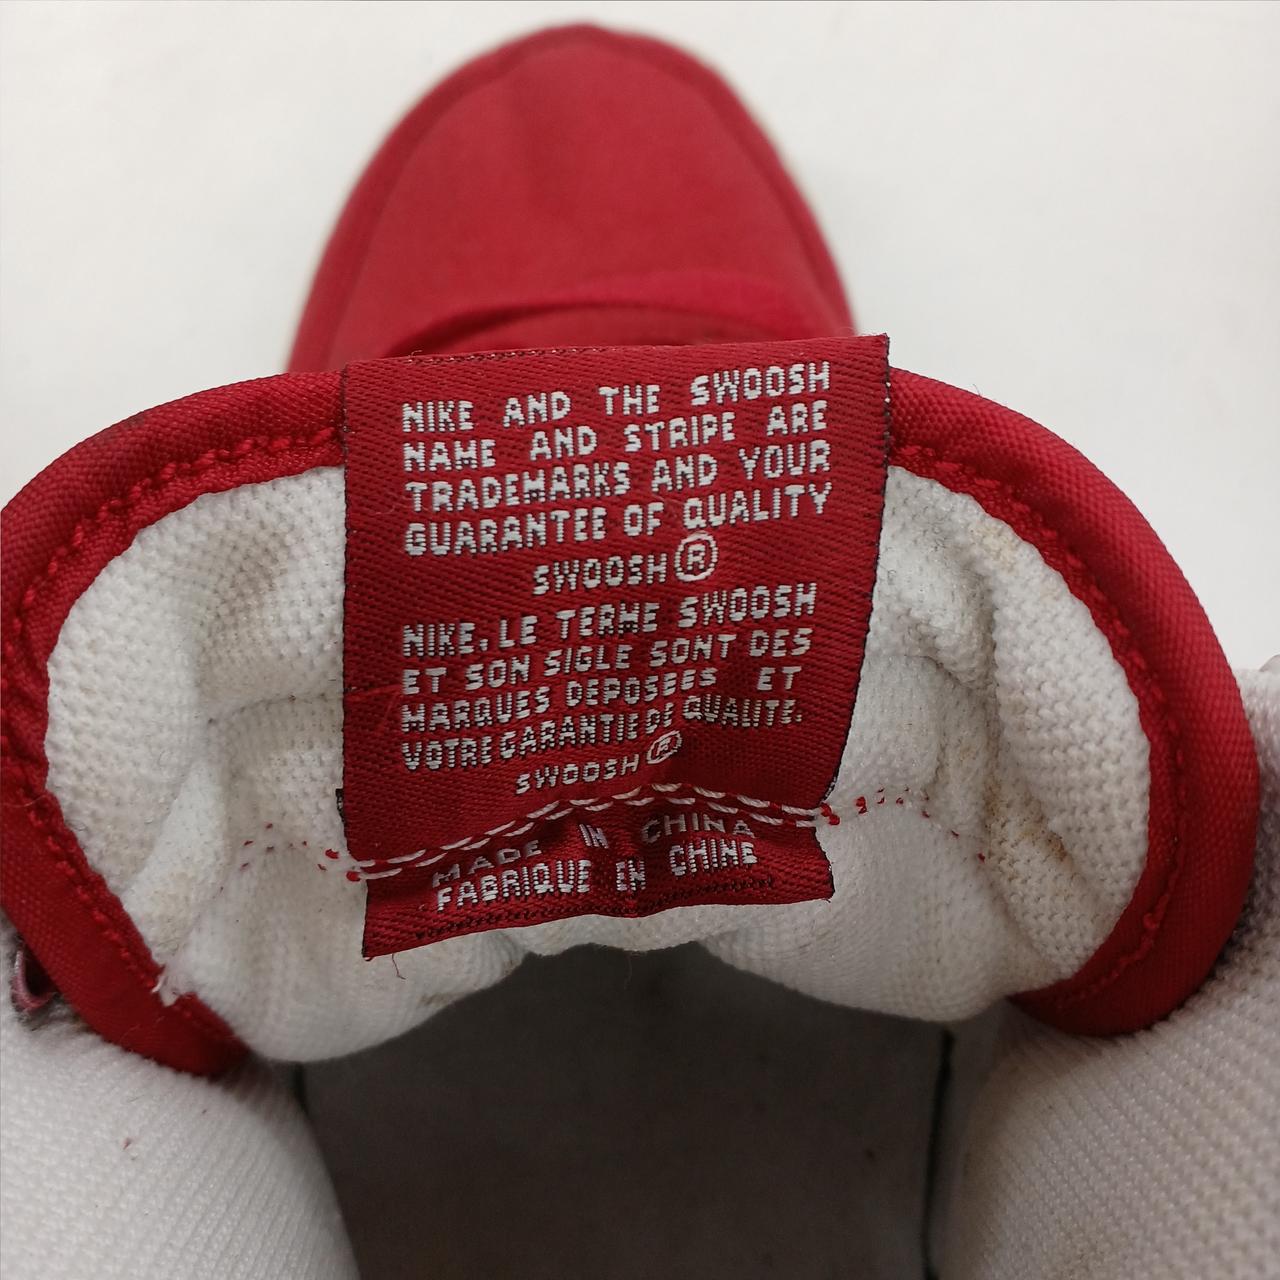 NIKE AND THE SWOOSH
NAME AND STRIPE ARE
TRADEMARKS AND YOUR
GUARANTEE OF QUALITY
SWOOSH®
NIKE, LE TERME SWOOSH
ET SON SIGLE SONT DES
MARQUES DEPOSEES ET
VOTRE GARANTIE DE QUALITE.
SWOOSH®
MADE IN CHINA
FABRIQUE EN CHINE